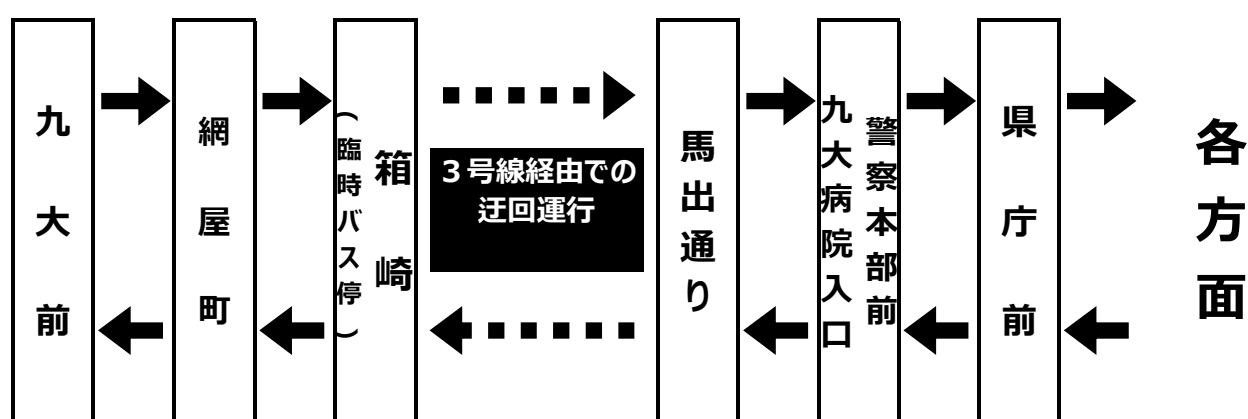 九大前
網屋町
箱崎
（臨時バス停）
３号線経由での
迂回運行
馬出通り
警察本部前
九大病院入口
県庁前
各方面